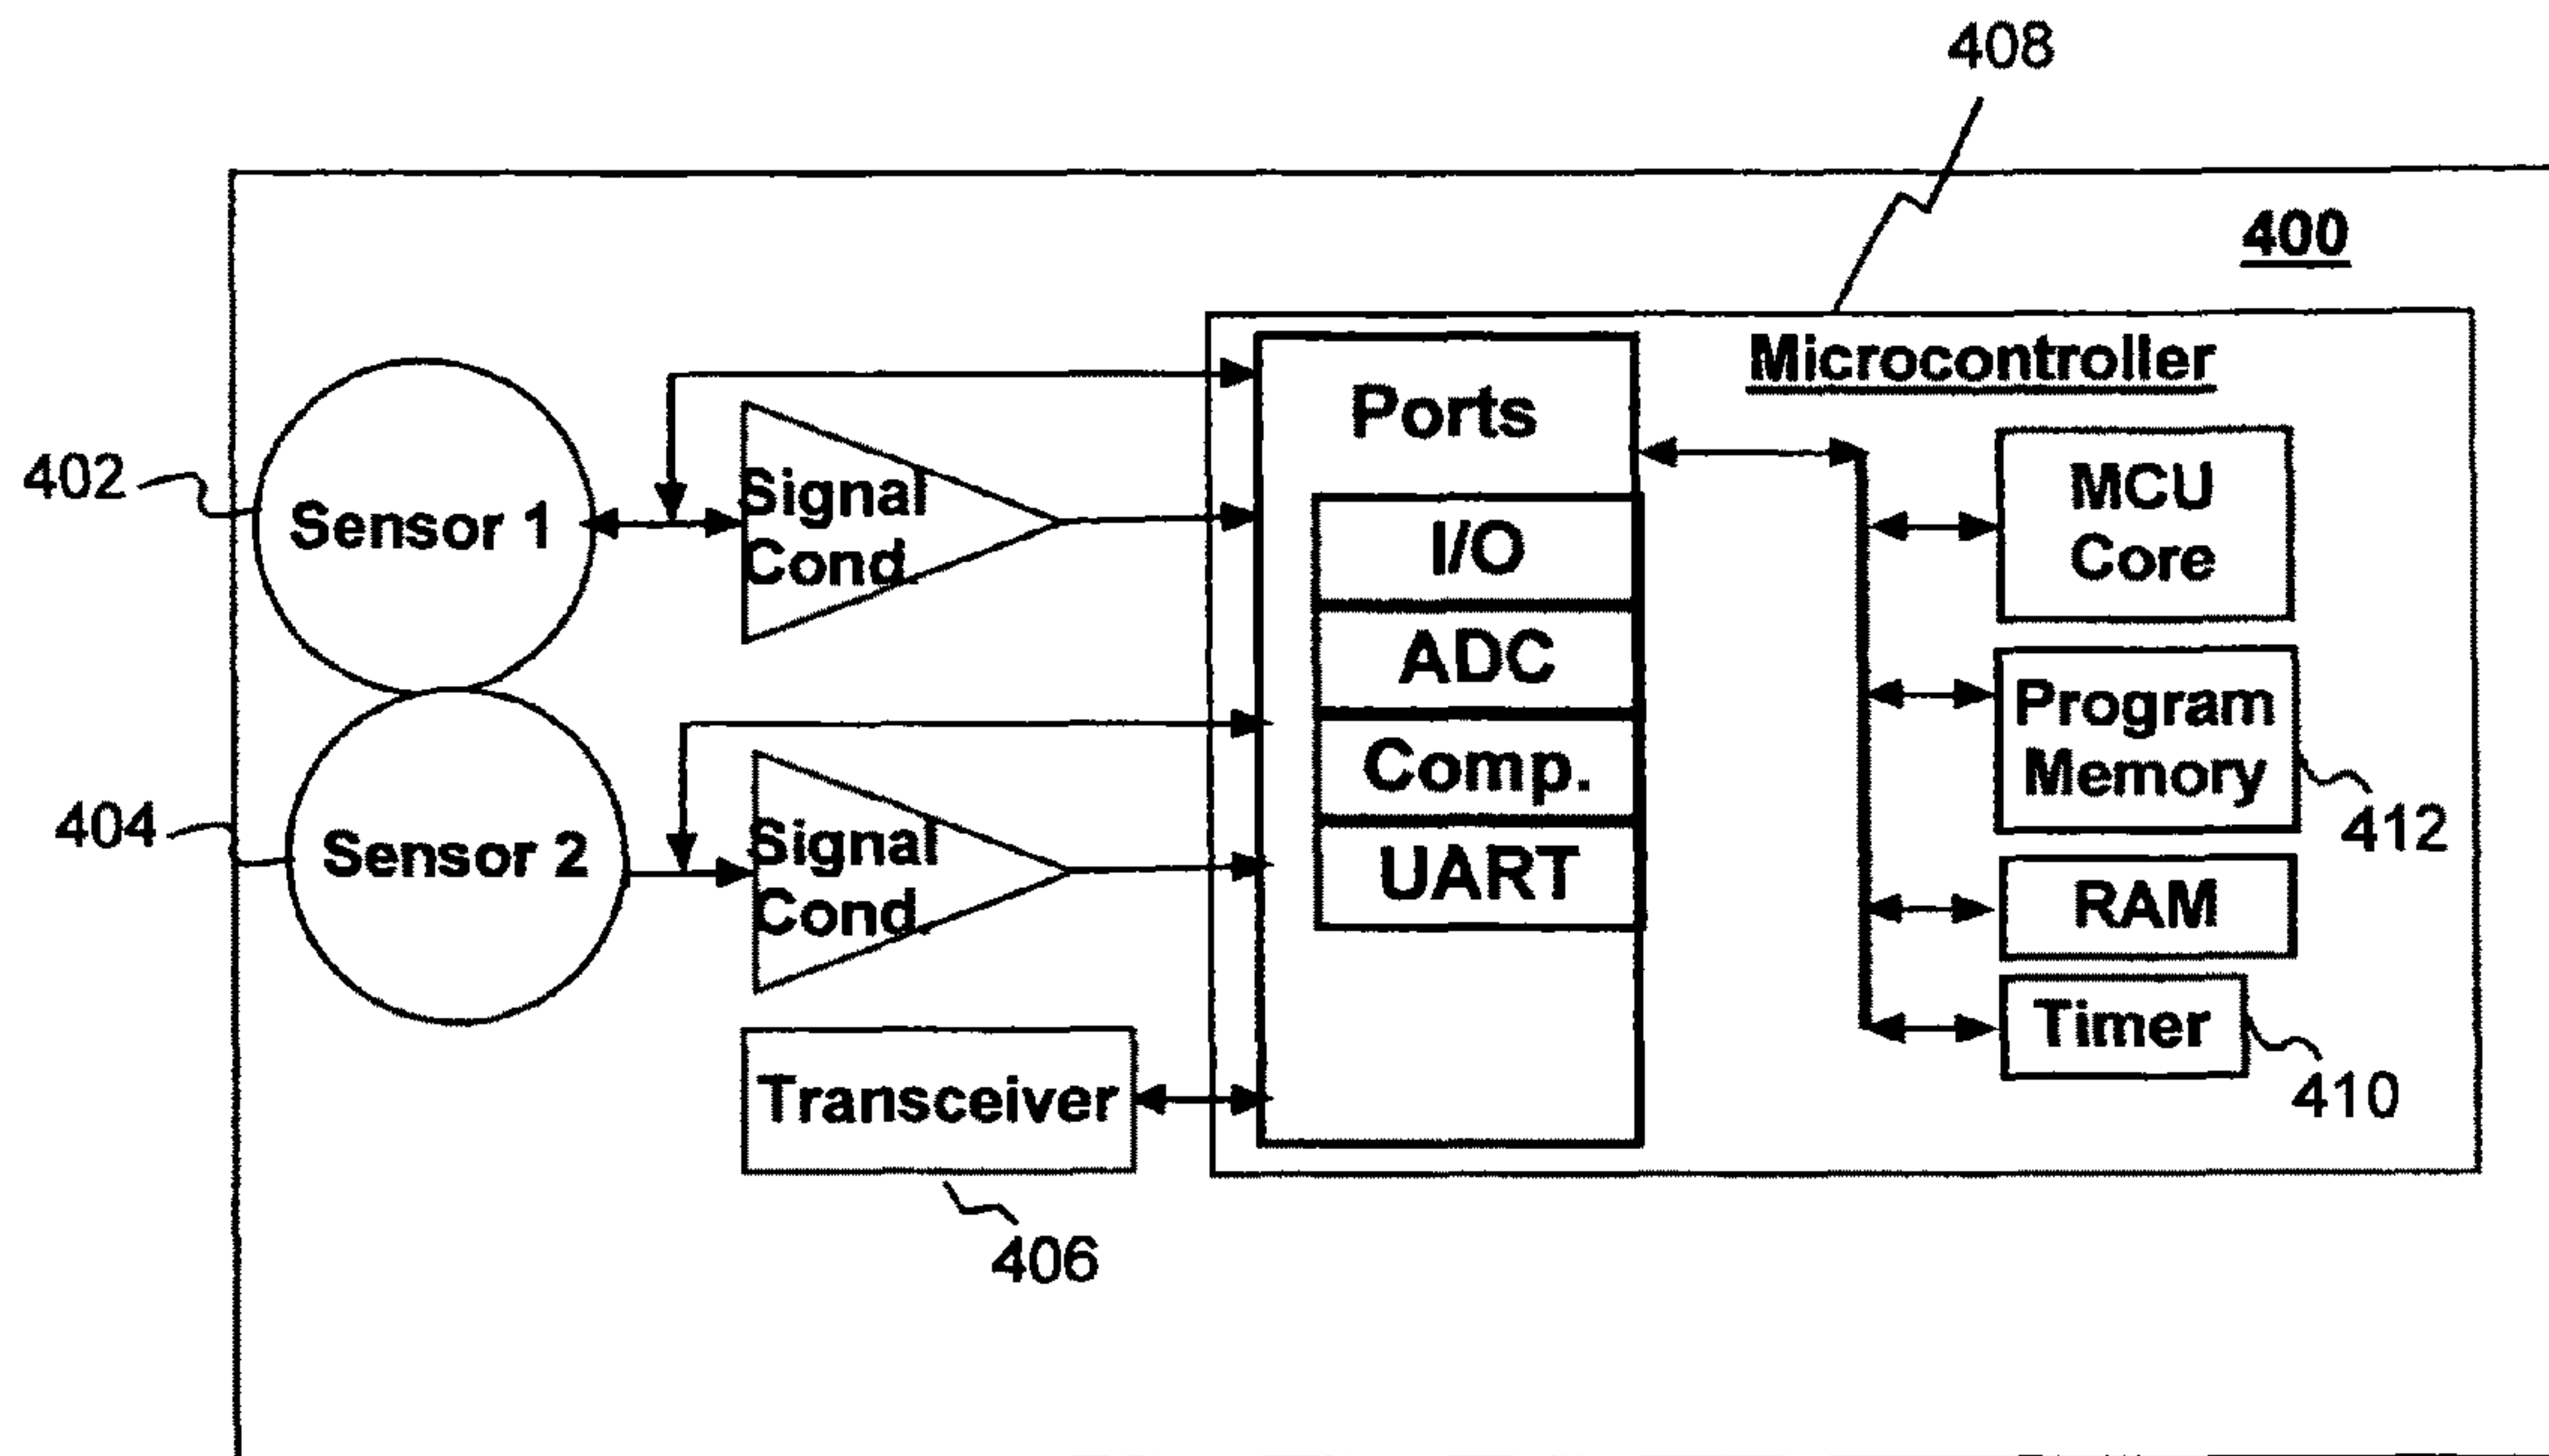 408
400
Microcontroller
Ports
402
Sensor 1
Signal
Cond.
I/O
ADC
Comp.
UART
MCU
Core
Program
Memory
412
404
Sensor 2
Signal
Cond.
RAM
Timer
410
Transceiver
406